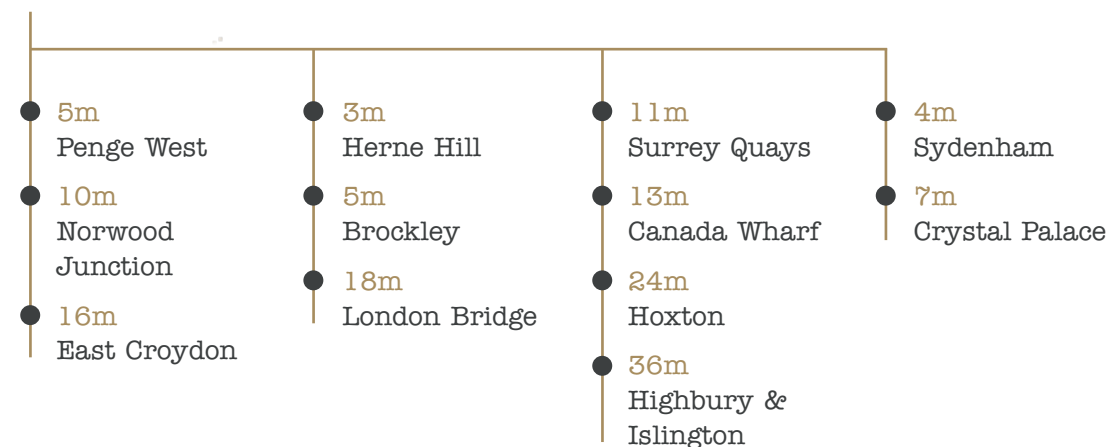 5m
Penge West
10m
Norwood
Junction
16m
East Croydon
3m
Herne Hill
5m
Brockley
18m
London Bridge
11m
Surrey Quays
13m
Canada Wharf
24m
Hoxton
36m
Highbury &
Islington
4m
Sydenham
7m
Crystal Palace